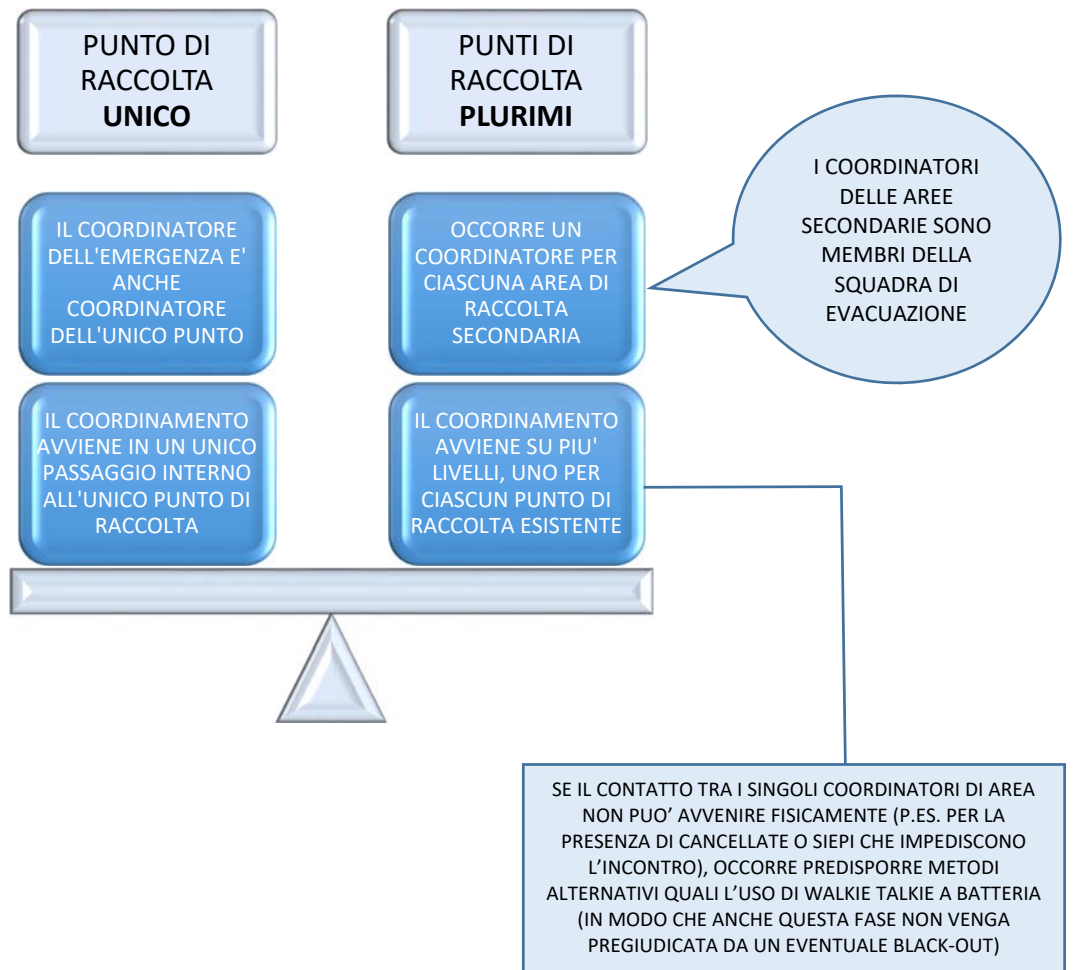 PUNTO DI
RACCOLTA
UNICO
PUNTI DI
RACCOLTA
PLURIMI
IL COORDINATORE
DELL'EMERGENZA E'
ANCHE
COORDINATORE
DELL'UNICO PUNTO
OCCORRE UN
COORDINATORE PER
CIASCUNA AREA DI
RACCOLTA
SECONDARIA
I COORDINATORI
DELLE AREE
SECONDARIE SONO
MEMBRI DELLA
SQUADRA DI
EVACUAZIONE
IL COORDINAMENTO
AVVIENE IN UN UNICO
PASSAGGIO INTERNO
ALL'UNICO PUNTO DI
RACCOLTA
IL COORDINAMENTO
AVVIENE SU PIU'
LIVELLI, UNO PER
CIASCUN PUNTO DI
RACCOLTA ESISTENTE
SE IL CONTATTO TRA I SINGOLI COORDINATORI DI AREA
NON PUO’ AVVENIRE FISICAMENTE (P.ES. PER LA
PRESENZA DI CANCELLATE O SIEPI CHE IMPEDISCONO
L’INCONTRO), OCCORRE PREDISPORRE METODI
ALTERNATIVI QUALI L’USO DI WALKIE TALKIE A BATTERIA
(IN MODO CHE ANCHE QUESTA FASE NON VENGA
PREGIUDICATA DA UN EVENTUALE BLACK-OUT)